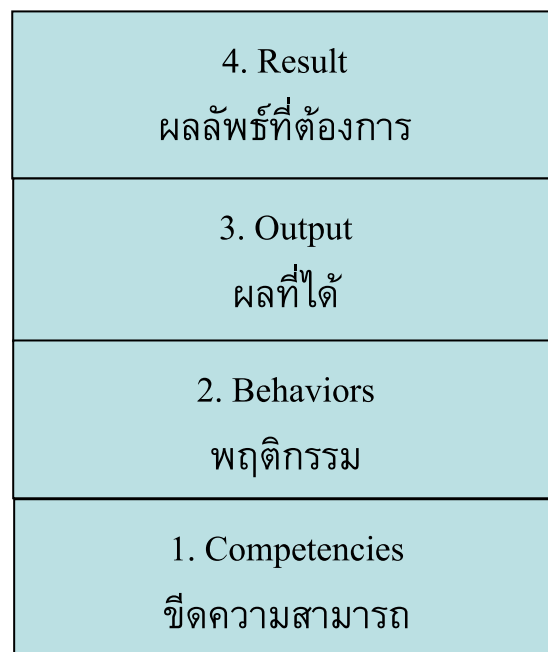 4. Result
ผลลัพธ์ที่ต้องการ
3. Output
ผลที่ได้
2. Behaviors
พฤติกรรม
1. Competencies
ขีดความสามารถ